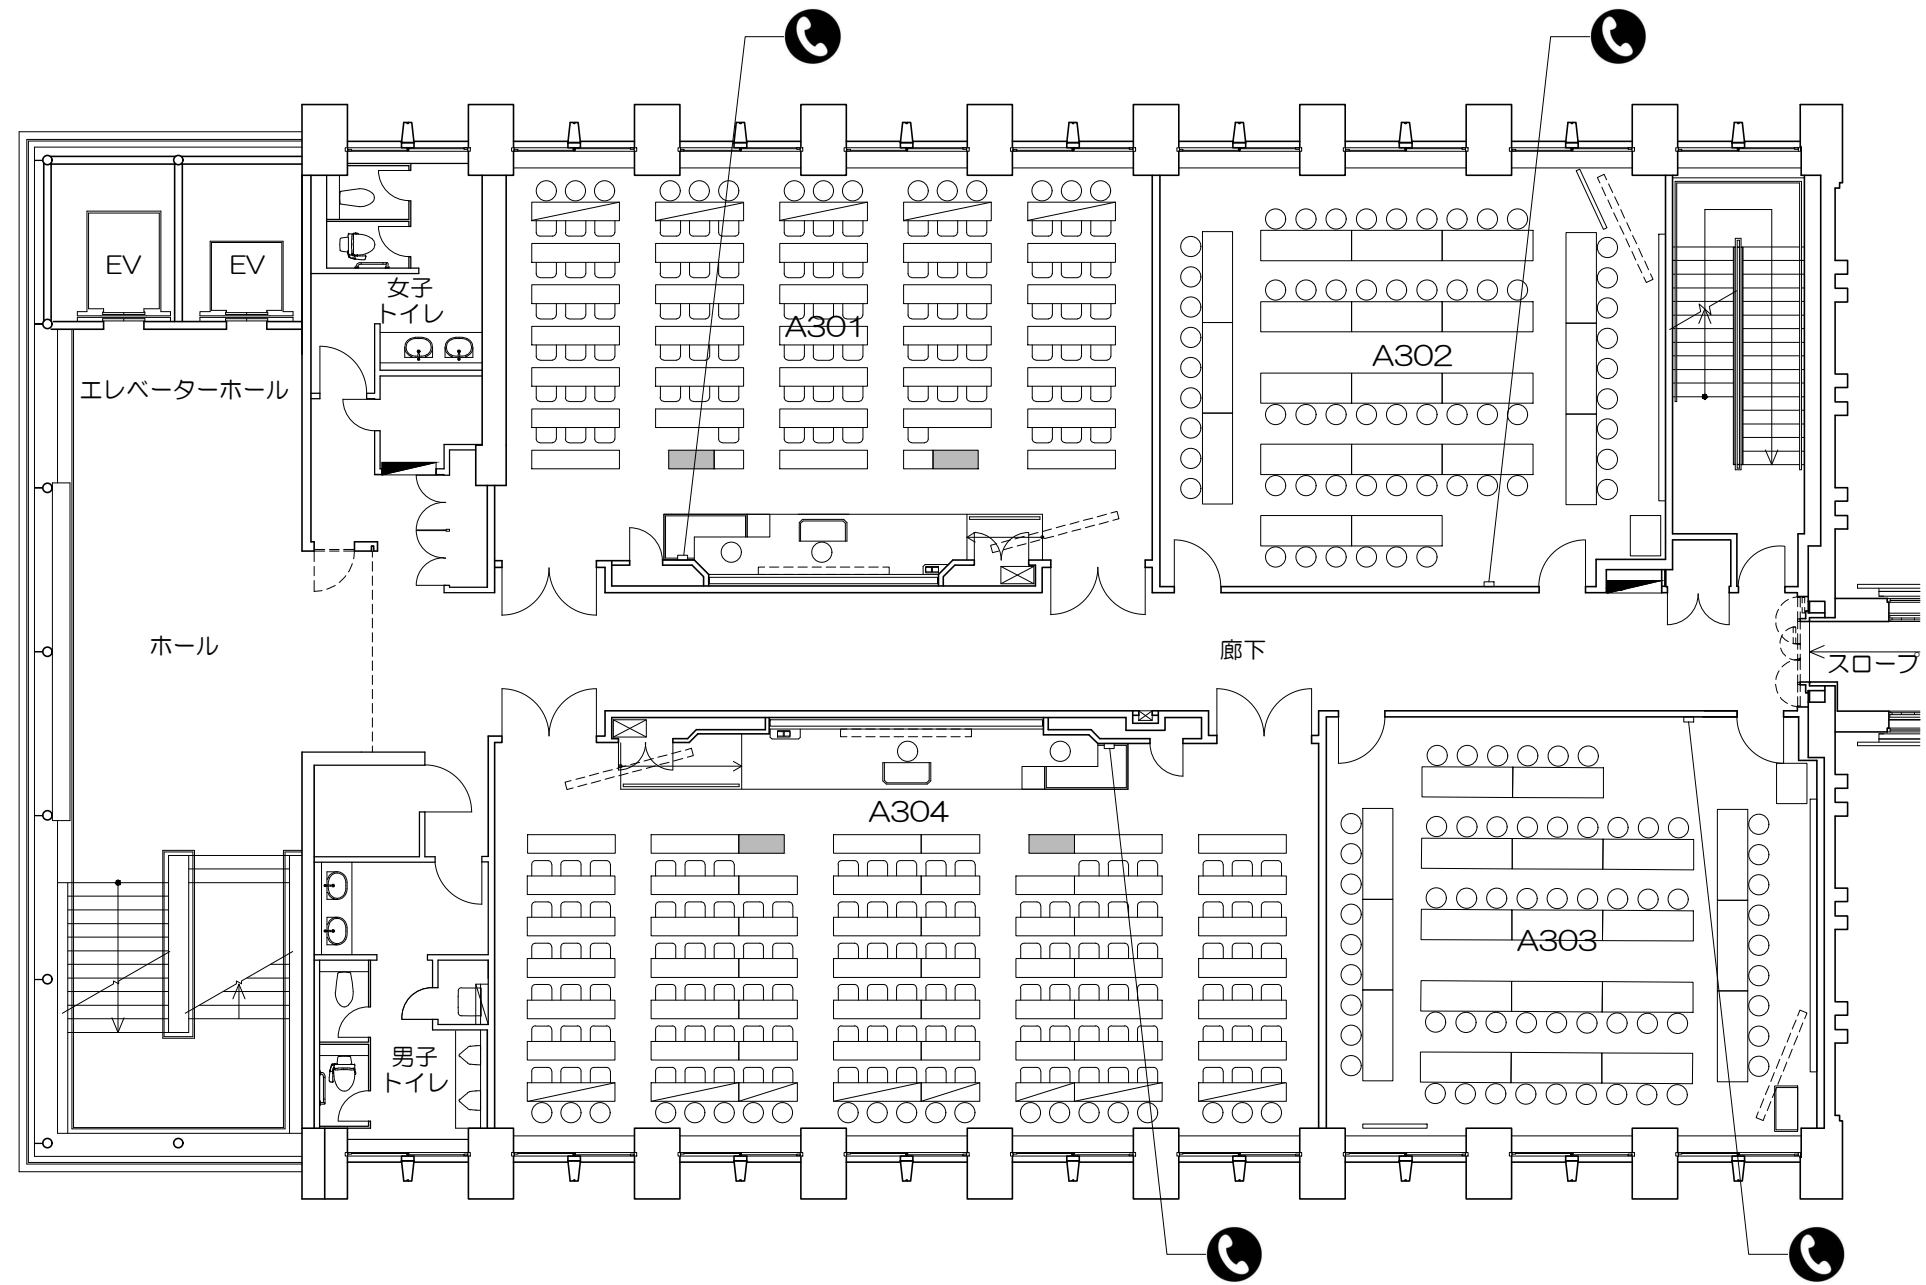 EV
EV
女子
トイレ
A301
A302
エレベーターホール
ホール
廊下
スロープ
A304
A303
男子
トイレ